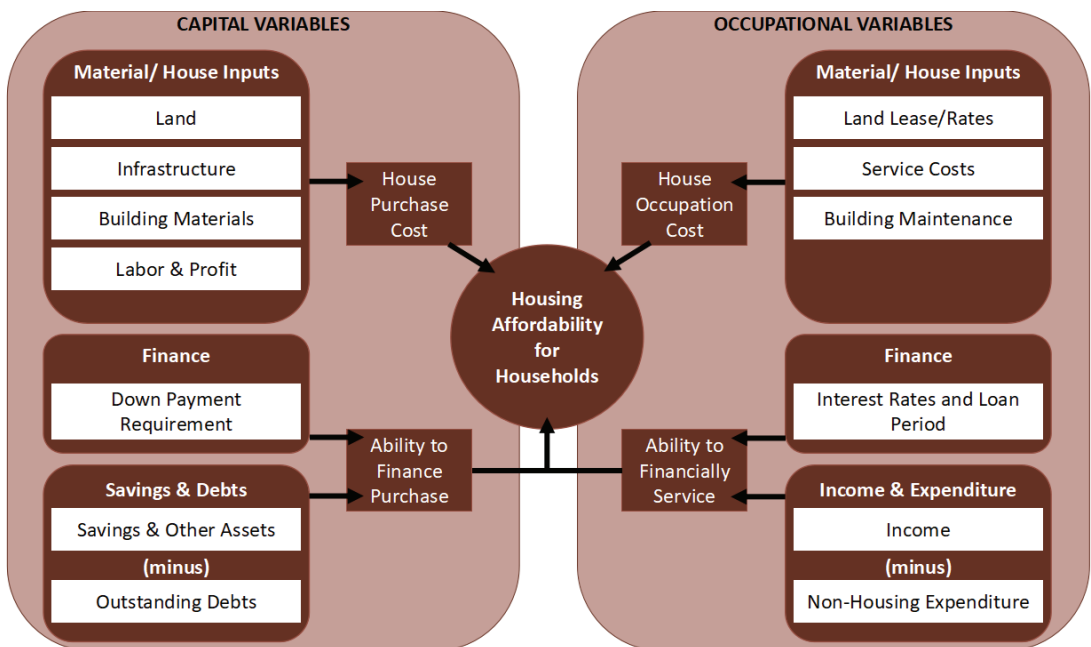 CAPITAL VARIABLES
Material/ House Inputs
Land
Infrastructure
Building Materials
Labor & Profit
House
Purchase
Cost
Finance
Down Payment
Requirement
Savings & Debts
Savings & Other Assets
(minus)
Outstanding Debts
Ability to
Finance
Purchase
Housing
Affordability
for
Households
OCCUPATIONAL VARIABLES
Material/ House Inputs
Land Lease/Rates
Service Costs
Building Maintenance
House
Occupation
Cost
Finance
Interest Rates and Loan
Period
Income & Expenditure
Income
(minus)
Non-Housing Expenditure
Ability to
Financially
Service